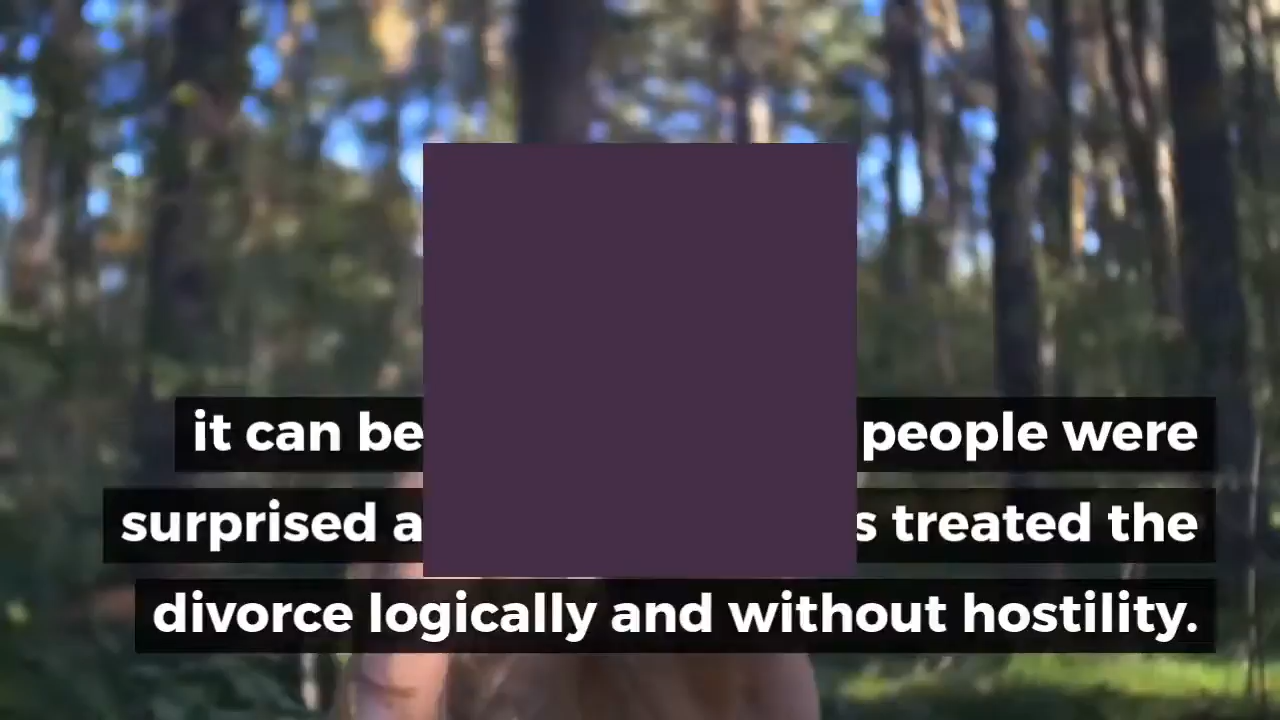 it can be people were
surprised treated the
divorce logically and without hostility.